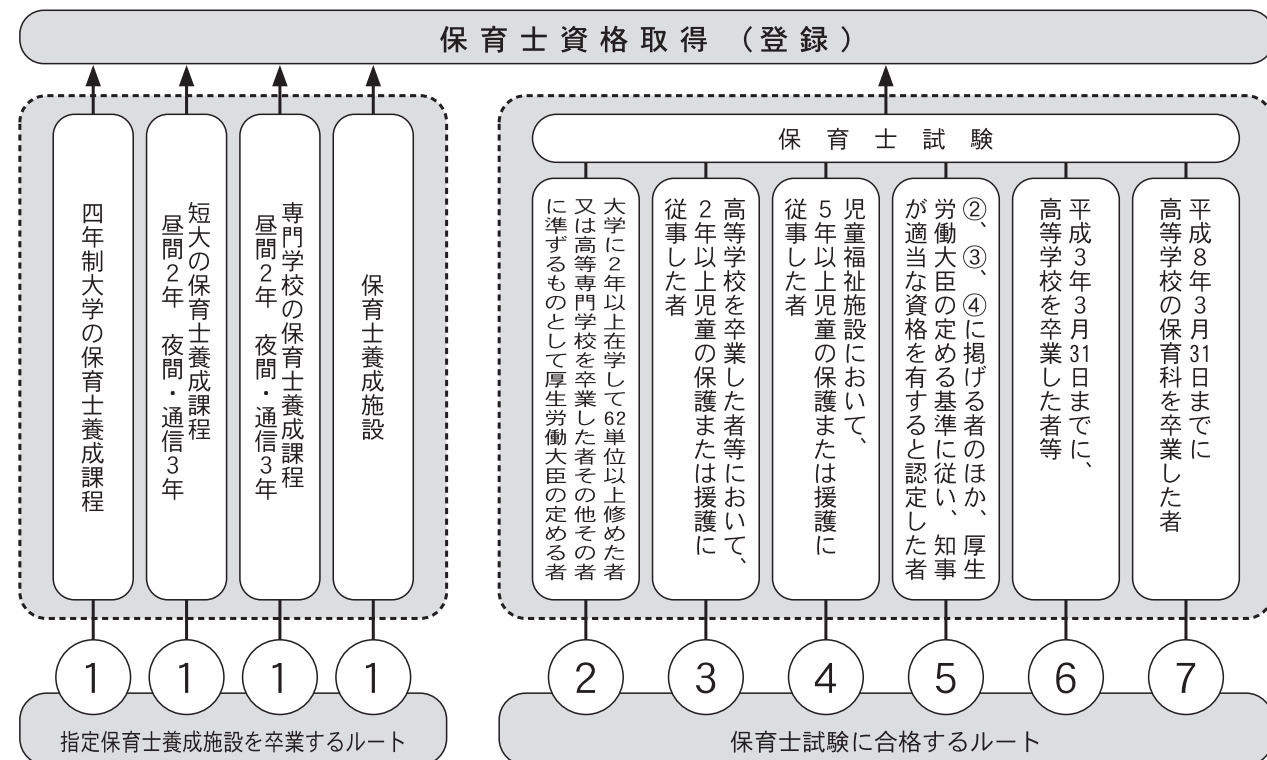 保育士資格取得（登録）
四年制大学の保育士養成課程
短大の保育士養成課程
昼間2年　夜間・通信3年
専門学校の保育士養成課程
昼間2年　夜間・通信3年
保育士養成施設
保育士試験
大学に2年以上在学して62単位以上修めた者
又は高等専門学校を卒業した者その他その者
に準ずるものとして厚生労働大臣の定める者
高等学校を卒業した者等において、
2年以上児童の保護または援護に
従事した者
児童福祉施設において、
5年以上児童の保護または援護に
従事した者
②、③、④に掲げる者のほか、厚生
労働大臣の定める基準に従い、知事
が適当な資格を有すると認定した者
平成3年3月31日までに、
高等学校を卒業した者等
平成8年3月31日までに
高等学校の保育科を卒業した者
1
1
1
1
2
3
4
5
6
7
指定保育士養成施設を卒業するルート
保育士試験に合格するルート